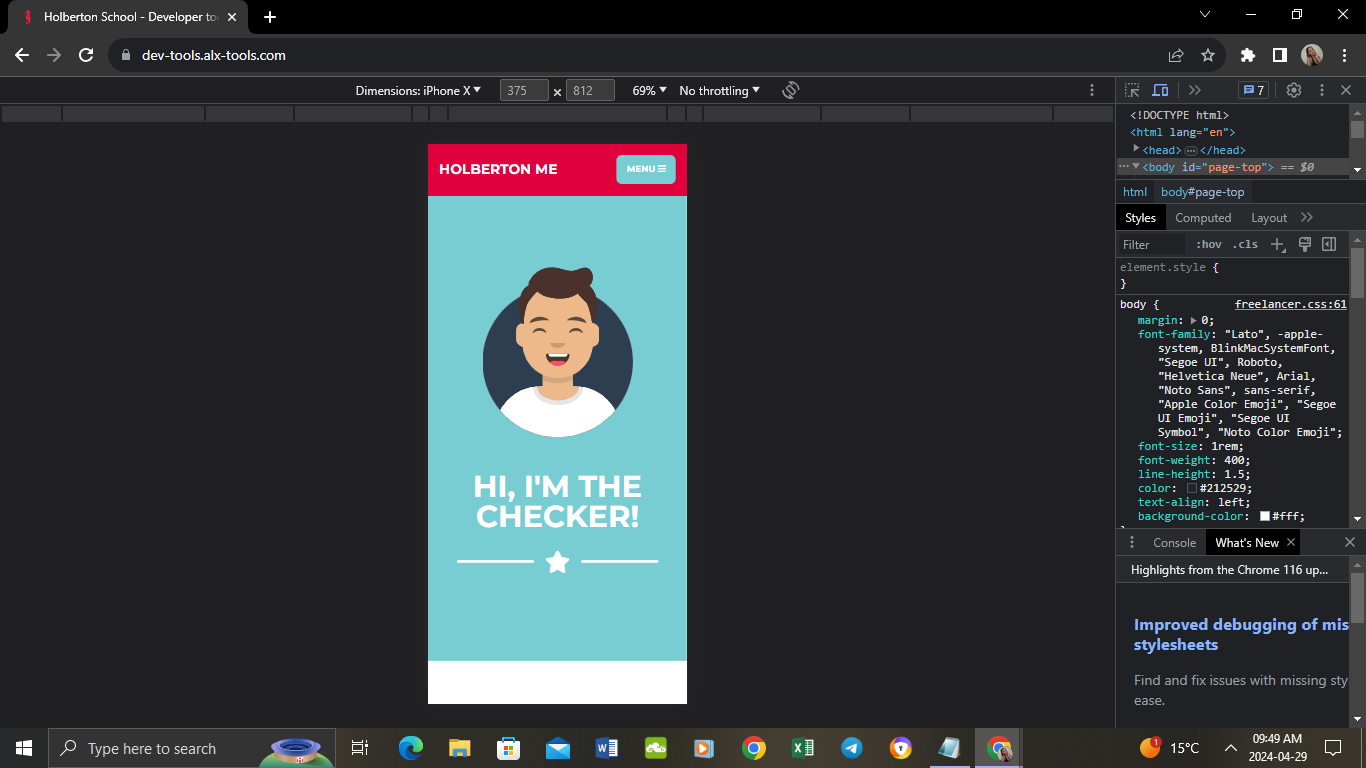 Holberton School - Developer to
dev-tools.alx-tools.com
Dimensions: iPhone X 375 × 812 69% No throttling
7
<!DOCTYPE html>
<html lang="en">
<head> … </head>
<body id="page-top"> == $0
html body#page-top
Styles Computed Layout
Filter :hov .cls
element.style {
}
body { freelancer.css:61
margin: 0;
font-family: "Lato", -apple-
system, BlinkMacSystemFont,
"Segoe UI", Roboto,
"Helvetica Neue", Arial,
"Noto Sans", sans-serif,
"Apple Color Emoji", "Segoe
UI Emoji", "Segoe UI
Symbol", "Noto Color Emoji";
font-size: 1rem;
font-weight: 400;
line-height: 1.5;
color: #212529;
text-align: left;
background-color: #fff;
Console What's New
Highlights from the Chrome 116 up...
Improved debugging of mis
stylesheets
Find and fix issues with missing sty
ease.
HOLBERTON ME MENU
HI, I'M THE
CHECKER!
Type here to search
1
15°C
09:49 AM
2024-04-29